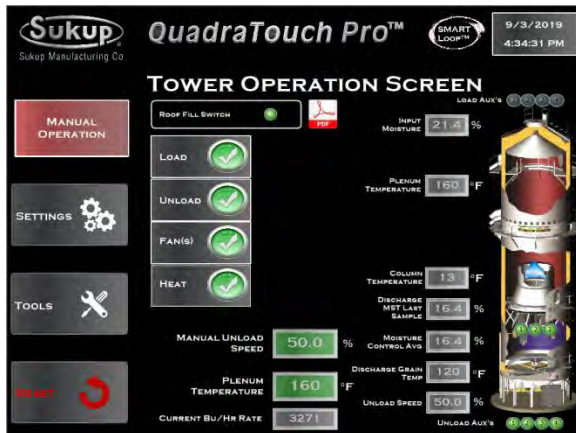 Sukup
Sukup Manufacturing Co
QuadraTouch Pro™
SMART
LOOP™
9/3/2019
4:34:31 PM
TOWER OPERATION SCREEN
LOAD AUX'S
MANUAL
OPERATION
ROOF FILL SWITCH
PDF
INPUT
MOISTURE
21.4 %
LOAD
UNLOAD
FAN(S)
HEAT
PLENUM
TEMPERATURE
160 °F
SETTINGS
TOOLS
RESET
COLUMN
TEMPERATURE
13 °F
DISCHARGE
MST LAST
SAMPLE
16.4 %
MANUAL UNLOAD
SPEED
50.0 %
MOISTURE
CONTROL AVG
16.4 %
1 2 3
PLENUM
TEMPERATURE
160 °F
DISCHARGE GRAIN
TEMP
120 °F
CURRENT BU/HR RATE
3271
UNLOAD SPEED
50.0 %
UNLOAD AUX'S